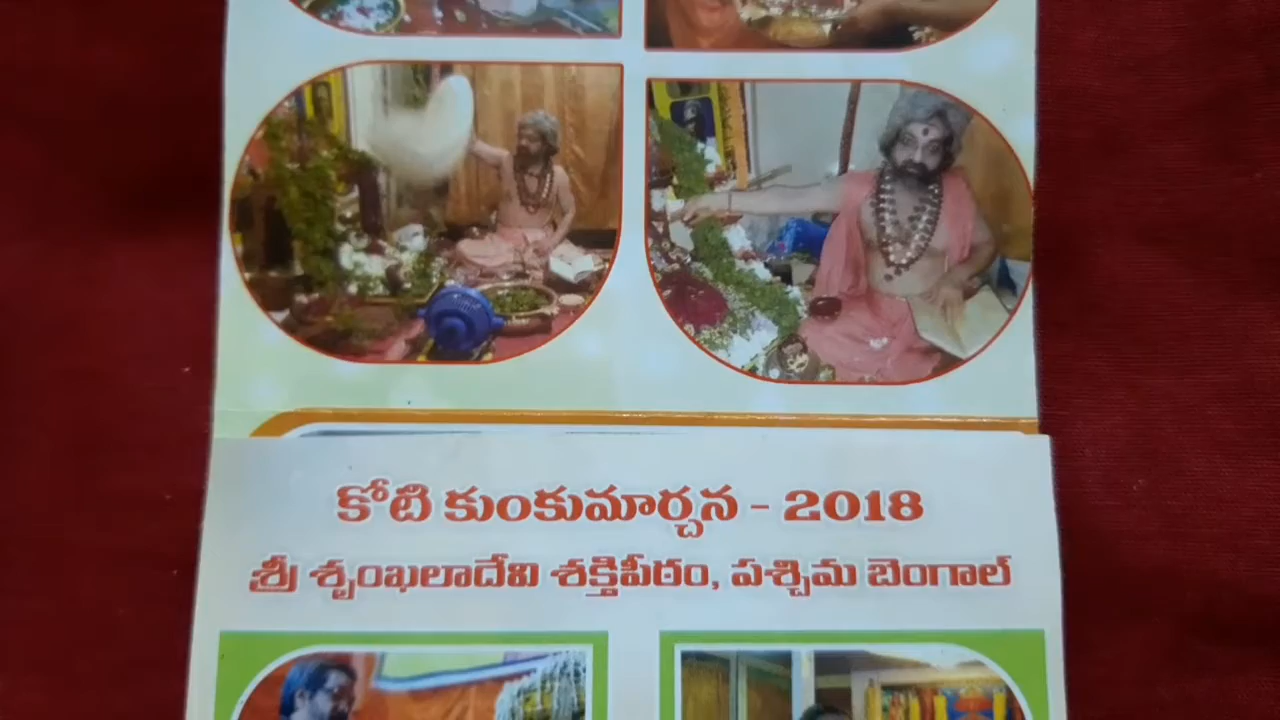 కోటి కుంకుమార్చన - 2018
శ్రీ శృంఖలాదేవి శక్తిపీఠం, పశ్చిమ బెంగాల్